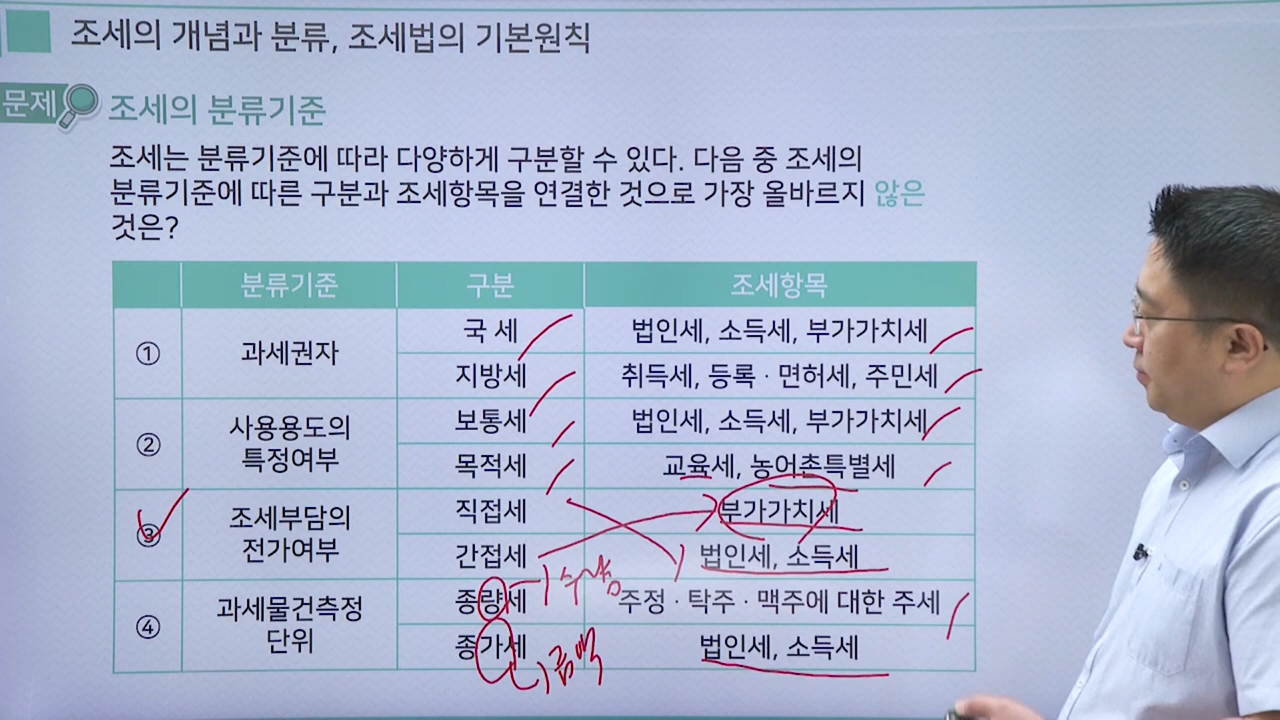 조세의 개념과 분류, 조세법의 기본원칙
문제 조세의 분류기준
조세는 분류기준에 따라 다양하게 구분할 수 있다. 다음 중 조세의
분류기준에 따른 구분과 조세항목을 연결한 것으로 가장 올바르지 않은
것은?
분류기준 구분 조세항목
① 과세권자 국 세 법인세, 소득세, 부가가치세
지방세 취득세, 등록 · 면허세, 주민세
② 사용용도의 특정여부 보통세 법인세, 소득세, 부가가치세
목적세 교육세, 농어촌특별세
③ 조세부담의 전가여부 직접세 부가가치세
간접세 법인세, 소득세
④ 과세물건측정 단위 종량세 주정 · 탁주 · 맥주에 대한 주세
종가세 법인세, 소득세
금액